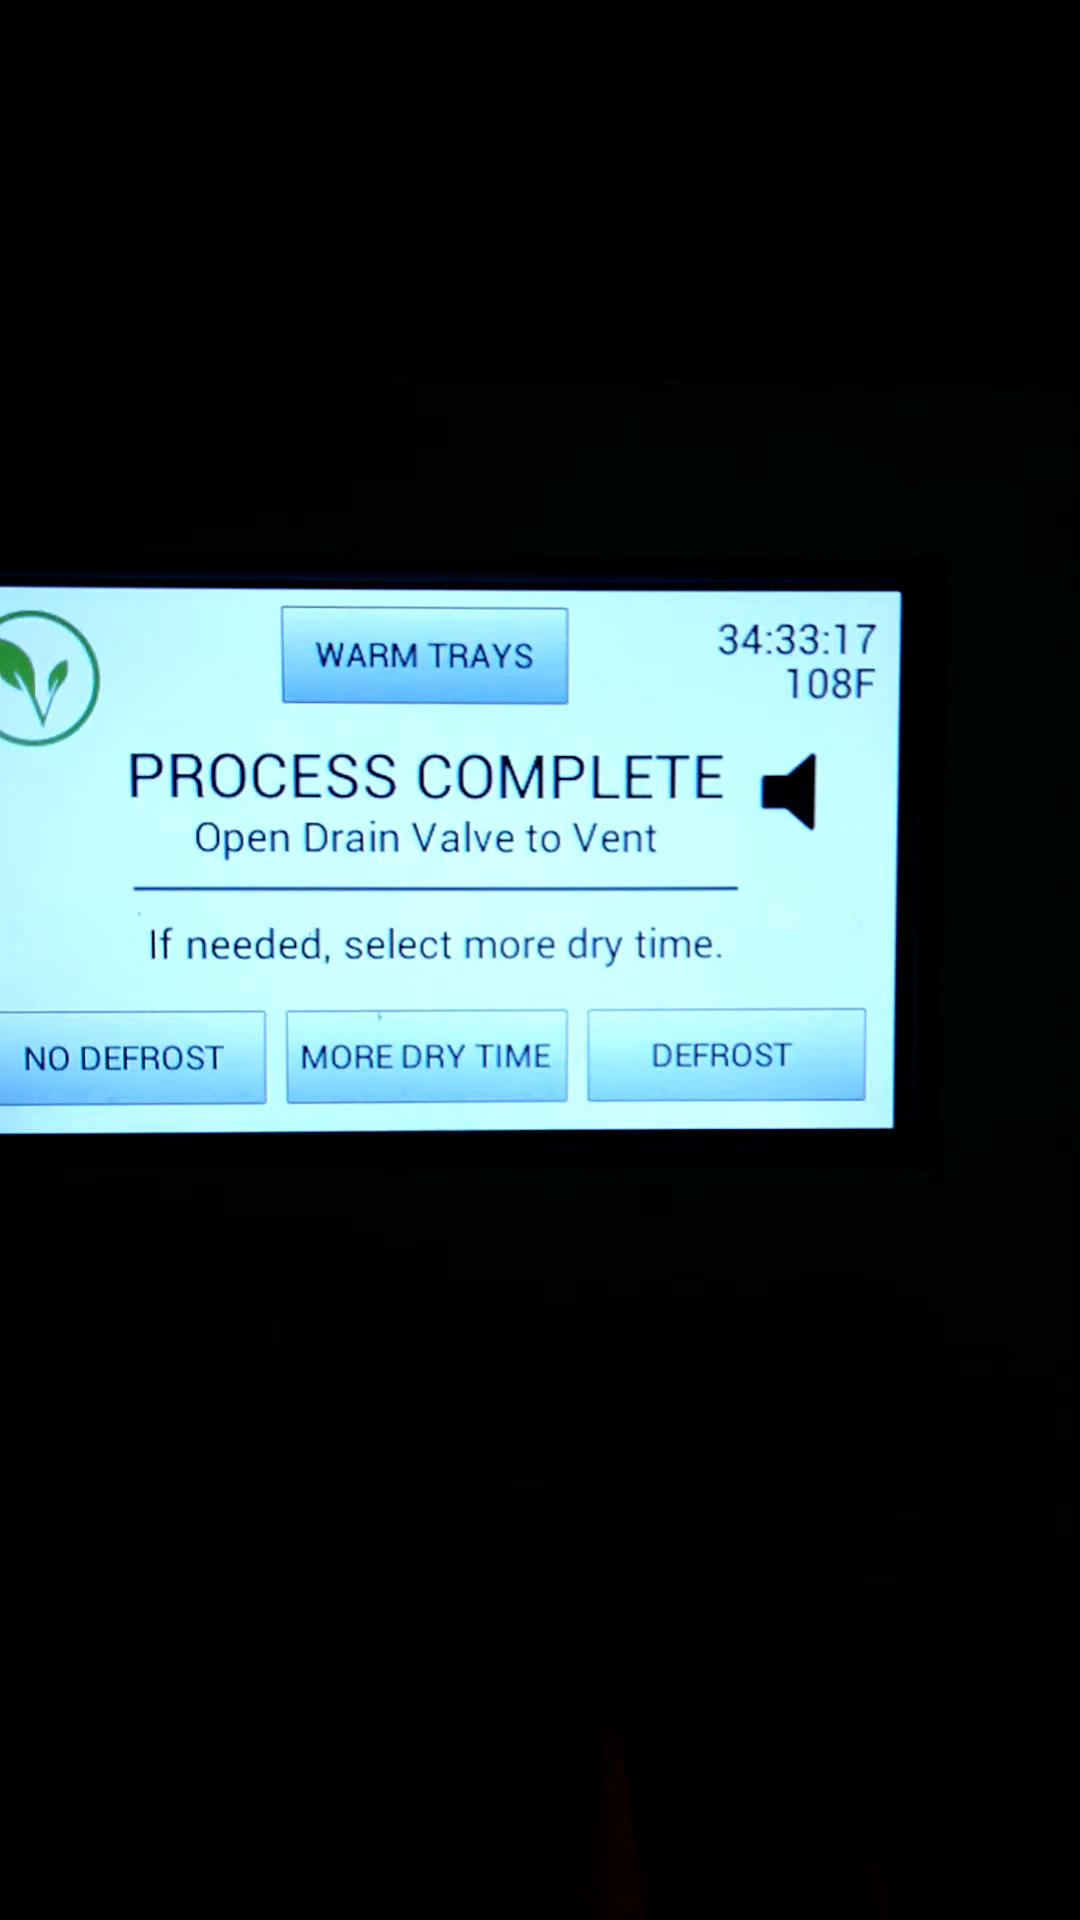 WARM TRAYS
34:33:17
108F
PROCESS COMPLETE
Open Drain Valve to Vent
If needed, select more dry time.
NO DEFROST
MORE DRY TIME
DEFROST